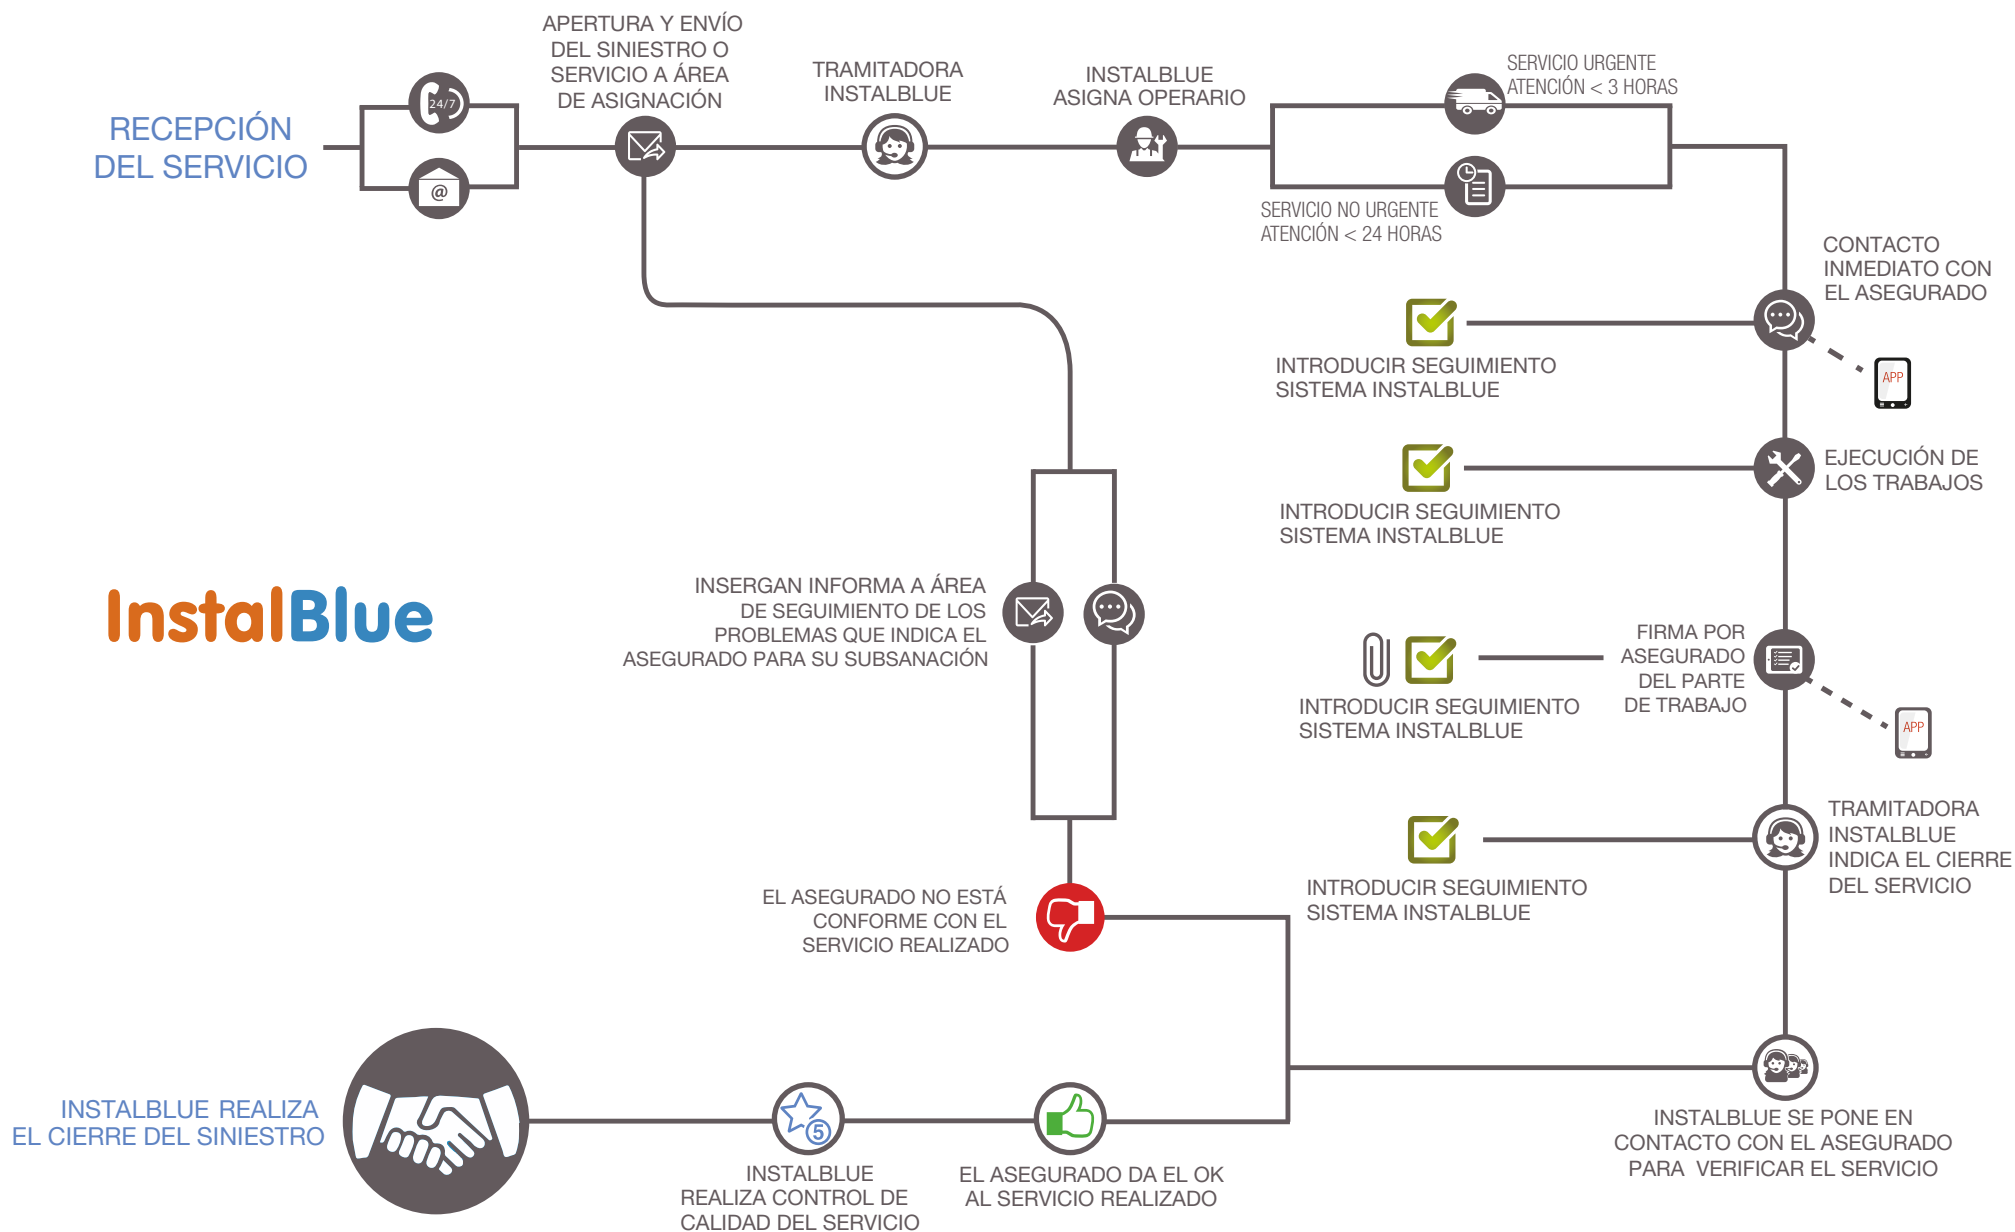 RECEPCIÓN
DEL SERVICIO
24/7
@
APERTURA Y ENVÍO
DEL SINIESTRO O
SERVICIO A ÁREA
DE ASIGNACIÓN
TRAMITADORA
INSTALBLUE
INSTALBLUE
ASIGNA OPERARIO
SERVICIO URGENTE
ATENCIÓN < 3 HORAS
SERVICIO NO URGENTE
ATENCIÓN < 24 HORAS
CONTACTO
INMEDIATO CON
EL ASEGURADO
INTRODUCIR SEGUIMIENTO
SISTEMA INSTALBLUE
APP
EJECUCIÓN DE
LOS TRABAJOS
INTRODUCIR SEGUIMIENTO
SISTEMA INSTALBLUE
InstalBlue
INSERGAN INFORMA A ÁREA
DE SEGUIMIENTO DE LOS
PROBLEMAS QUE INDICA EL
ASEGURADO PARA SU SUBSANACIÓN
FIRMA POR
ASEGURADO
DEL PARTE
DE TRABAJO
INTRODUCIR SEGUIMIENTO
SISTEMA INSTALBLUE
APP
TRAMITADORA
INSTALBLUE
INDICA EL CIERRE
DEL SERVICIO
INTRODUCIR SEGUIMIENTO
SISTEMA INSTALBLUE
EL ASEGURADO NO ESTÁ
CONFORME CON EL
SERVICIO REALIZADO
INSTALBLUE SE PONE EN
CONTACTO CON EL ASEGURADO
PARA VERIFICAR EL SERVICIO
EL ASEGURADO DA EL OK
AL SERVICIO REALIZADO
5
INSTALBLUE
REALIZA CONTROL DE
CALIDAD DEL SERVICIO
INSTALBLUE REALIZA
EL CIERRE DEL SINIESTRO